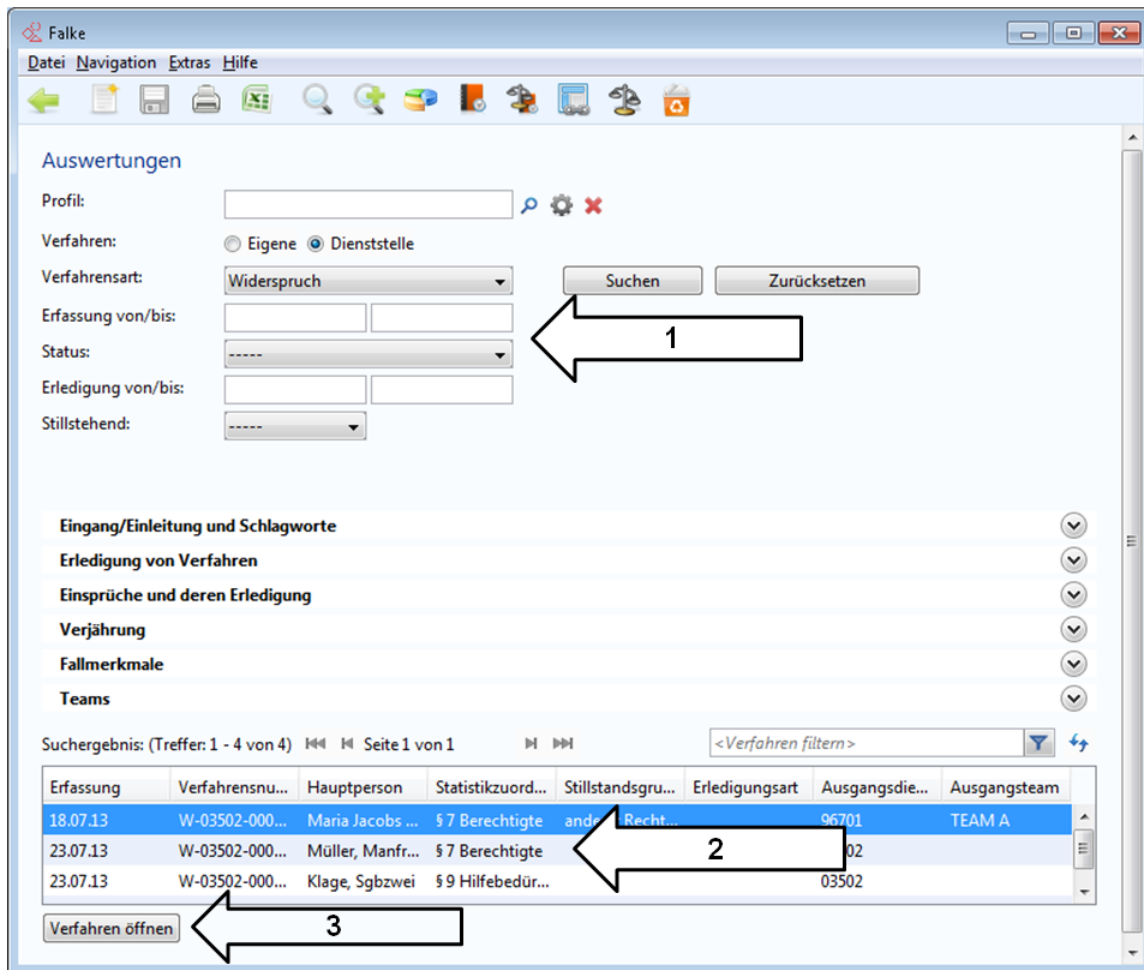 Falke
Datei Navigation Extras Hilfe
Auswertungen
Profil:
Verfahren: Eigene Dienststelle
Verfahrensart: Widerspruch Suchen Zurücksetzen
Erfassung von/bis:
1
Status: -----
Erledigung von/bis:
Stillstehend: -----
Eingang/Einleitung und Schlagworte
Erledigung von Verfahren
Einsprüche und deren Erledigung
Verjährung
Fallmerkmale
Teams
Suchergebnis: (Treffer: 1 - 4 von 4) Seite 1 von 1 <Verfahren filtern>
Erfassung Verfahrensnu... Hauptperson Statistikzuord... Stillstandsgru... Erledigungsart Ausgangsdie... Ausgangsteam
18.07.13 W-03502-000... Maria Jacobs ... § 7 Berechtigte Recht... 96701 TEAM A
23.07.13 W-03502-000... Müller, Manfr... § 7 Berechtigte 2 02
23.07.13 W-03502-000... Klage, Sgbzwei § 9 Hilfebedür... 03502
Verfahren öffnen 3